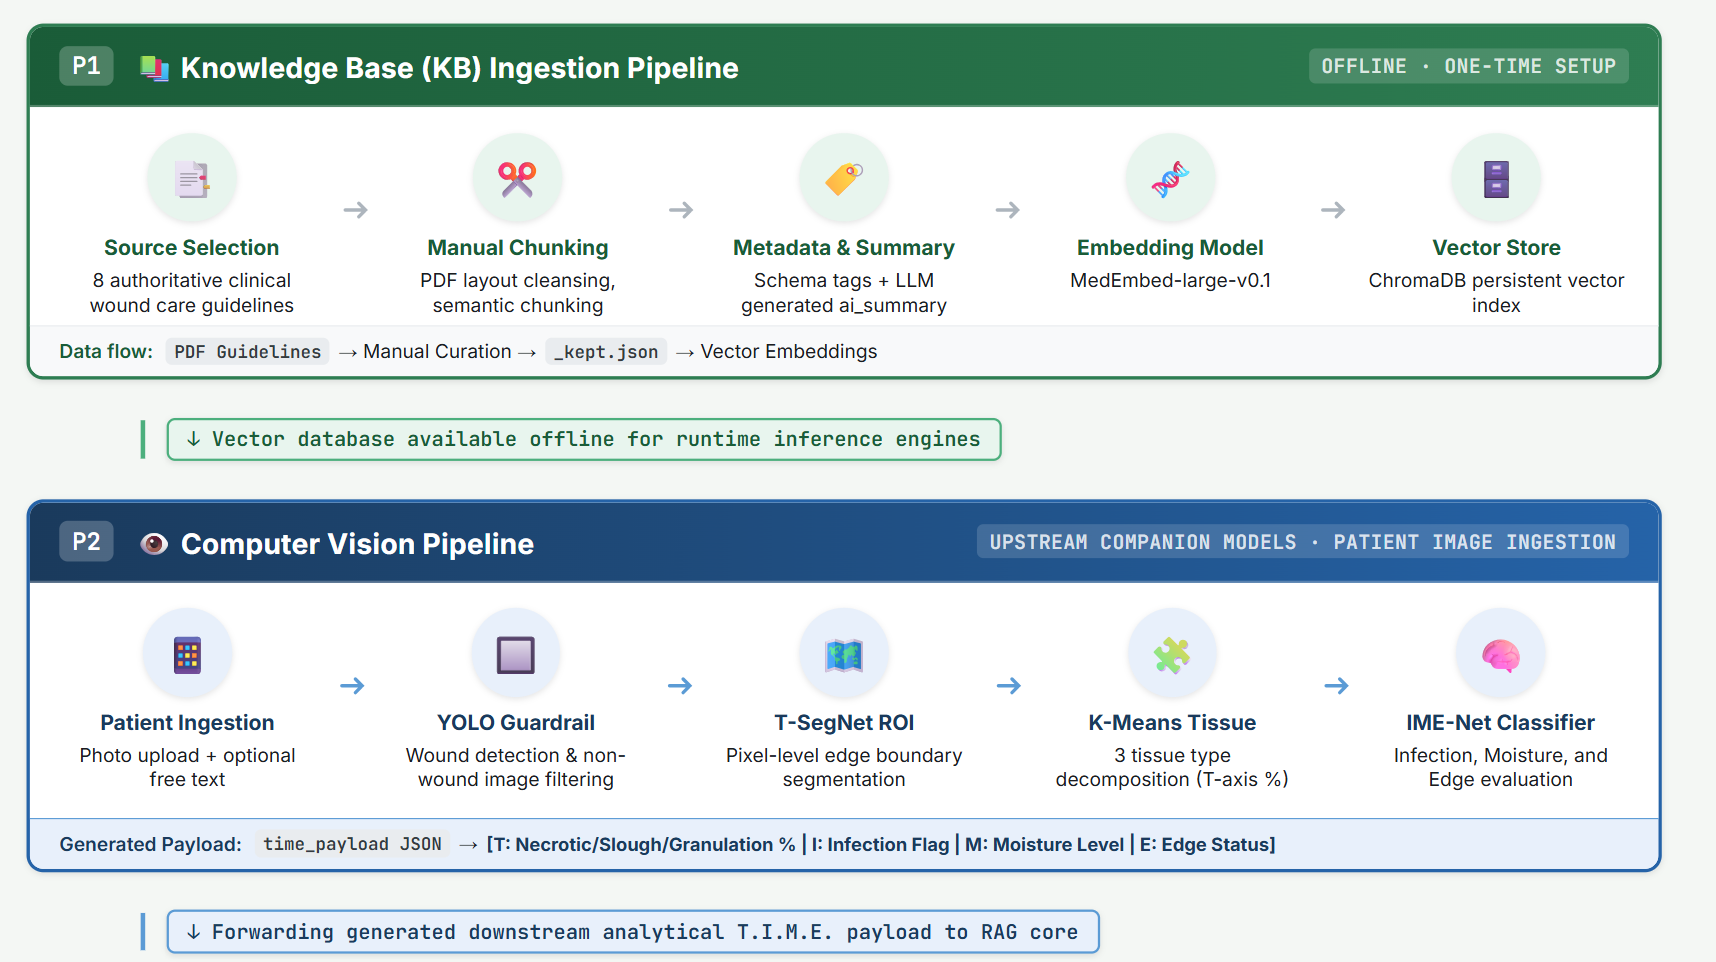 P1 Knowledge Base (KB) Ingestion Pipeline OFFLINE · ONE-TIME SETUP
Source Selection
8 authoritative clinical
wound care guidelines
→
Manual Chunking
PDF layout cleansing,
semantic chunking
→
Metadata & Summary
Schema tags + LLM
generated ai_summary
→
Embedding Model
MedEmbed-large-v0.1
→
Vector Store
ChromaDB persistent vector
index
Data flow: PDF Guidelines → Manual Curation → _kept.json → Vector Embeddings
↓ Vector database available offline for runtime inference engines
P2 Computer Vision Pipeline UPSTREAM COMPANION MODELS · PATIENT IMAGE INGESTION
Patient Ingestion
Photo upload + optional
free text
→
YOLO Guardrail
Wound detection & non-
wound image filtering
→
T-SegNet ROI
Pixel-level edge boundary
segmentation
→
K-Means Tissue
3 tissue type
decomposition (T-axis %)
→
IME-Net Classifier
Infection, Moisture, and
Edge evaluation
Generated Payload: time_payload JSON → [T: Necrotic/Slough/Granulation % | I: Infection Flag | M: Moisture Level | E: Edge Status]
↓ Forwarding generated downstream analytical T.I.M.E. payload to RAG core